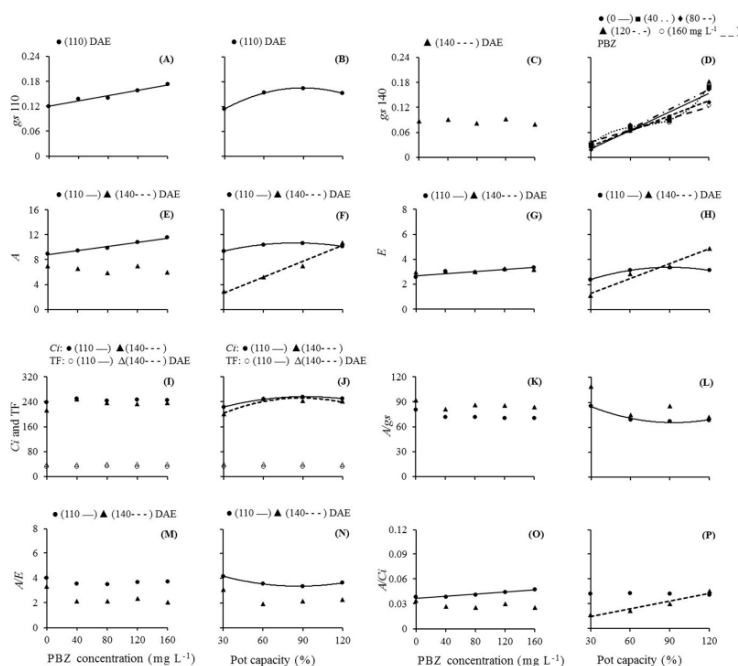 ● (0 —) ■ (40 . .) ♦ (80 - -)
▲ (120- . -) ○ (160 mg L⁻¹ _ _)
PBZ
● (110) DAE
● (110) DAE
▲ (140 - - - ) DAE
(A)
(B)
(C)
(D)
gs 110
0.24
0.18
0.12
0.06
0
gs 140
0.24
0.18
0.12
0.06
0
● (110 —) ▲ (140- - - ) DAE
● (110 —) ▲ (140- - - ) DAE
● (110 —) ▲ (140- - - ) DAE
● (110 —) ▲ (140- - - ) DAE
(E)
(F)
(G)
(H)
A
16
12
8
4
0
E
8
6
4
2
0
Ci: ● (110 —) ▲ (140- - -)
TF: ○ (110 —) △(140- - - ) DAE
Ci: ● (110 —) ▲ (140- - -)
TF: ○ (110 —) △(140- - - ) DAE
(I)
(J)
(K)
(L)
Ci and TF
300
240
180
120
60
0
A/gs
120
90
60
30
0
● (110 —) ▲ (140- - - ) DAE
● (110 —) ▲ (140- - - ) DAE
(M)
(N)
(O)
(P)
A/E
8
6
4
2
0
A/Ci
0.12
0.09
0.06
0.03
0
0 40 80 120 160
30 60 90 120
0 40 80 120 160
30 60 90 120
PBZ concentration (mg L⁻¹)
Pot capacity (%)
PBZ concentration (mg L⁻¹)
Pot capacity (%)